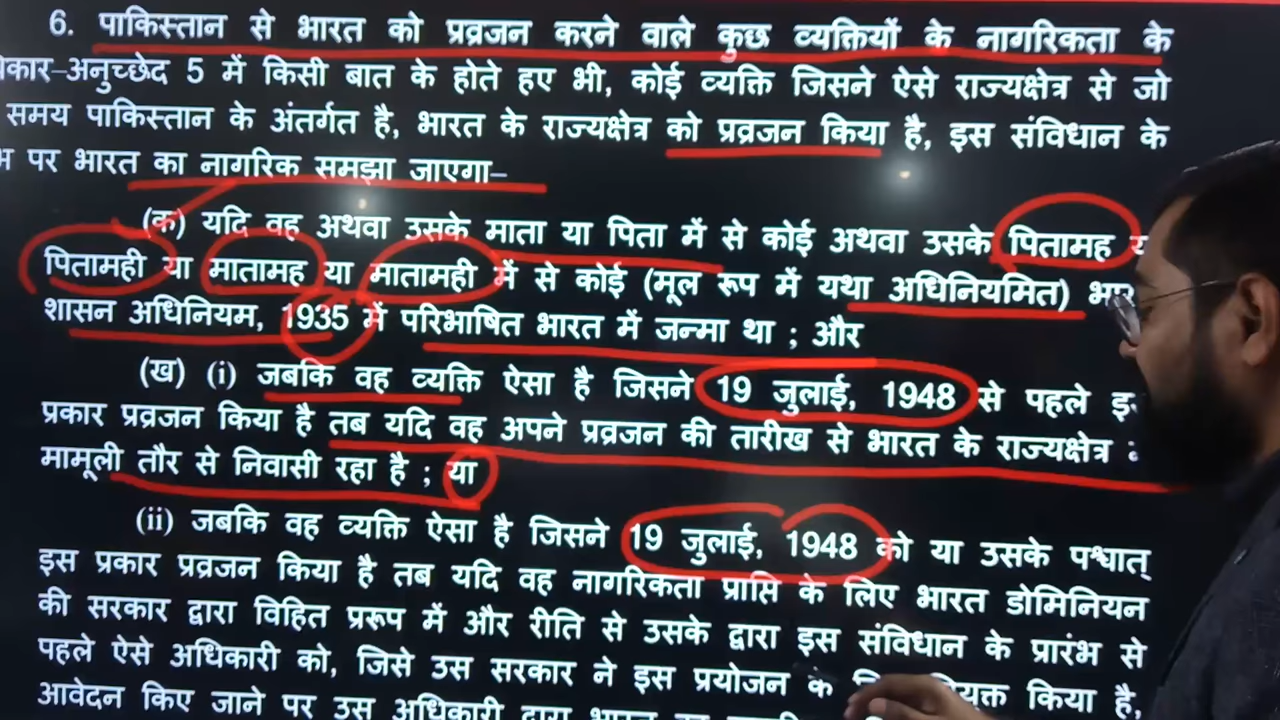 6. पाकिस्तान से भारत को प्रव्रजन करने वाले कुछ व्यक्तियों के नागरिकता के
अनुच्छेद 5 में किसी बात के होते हुए भी, कोई व्यक्ति जिसने ऐसे राज्यक्षेत्र से जो
समय पाकिस्तान के अंतर्गत है, भारत के राज्यक्षेत्र को प्रव्रजन किया है, इस संविधान के
पर भारत का नागरिक समझा जाएगा–
(क) यदि वह अथवा उसके माता या पिता में से कोई अथवा उसके पितामह
पितामही या मातामह या मातामही में से कोई (मूल रूप में यथा अधिनियमित)
शासन अधिनियम, 1935 में परिभाषित भारत में जन्मा था ; और
(ख) (i) जबकि वह व्यक्ति ऐसा है जिसने 19 जुलाई, 1948 से पहले
प्रकार प्रव्रजन किया है तब यदि वह अपने प्रव्रजन की तारीख से भारत के राज्यक्षेत्र
मामूली तौर से निवासी रहा है ; या
(ii) जबकि वह व्यक्ति ऐसा है जिसने 19 जुलाई, 1948 को या उसके पश्चात्
इस प्रकार प्रव्रजन किया है तब यदि वह नागरिकता प्राप्ति के लिए भारत डोमिनियन
की सरकार द्वारा विहित प्ररूप में और रीति से उसके द्वारा इस संविधान के प्रारंभ से
पहले ऐसे अधिकारी को, जिसे उस सरकार ने इस प्रयोजन के किया है,
आवेदन किए जाने पर उस अधिकारी द्वारा भारत